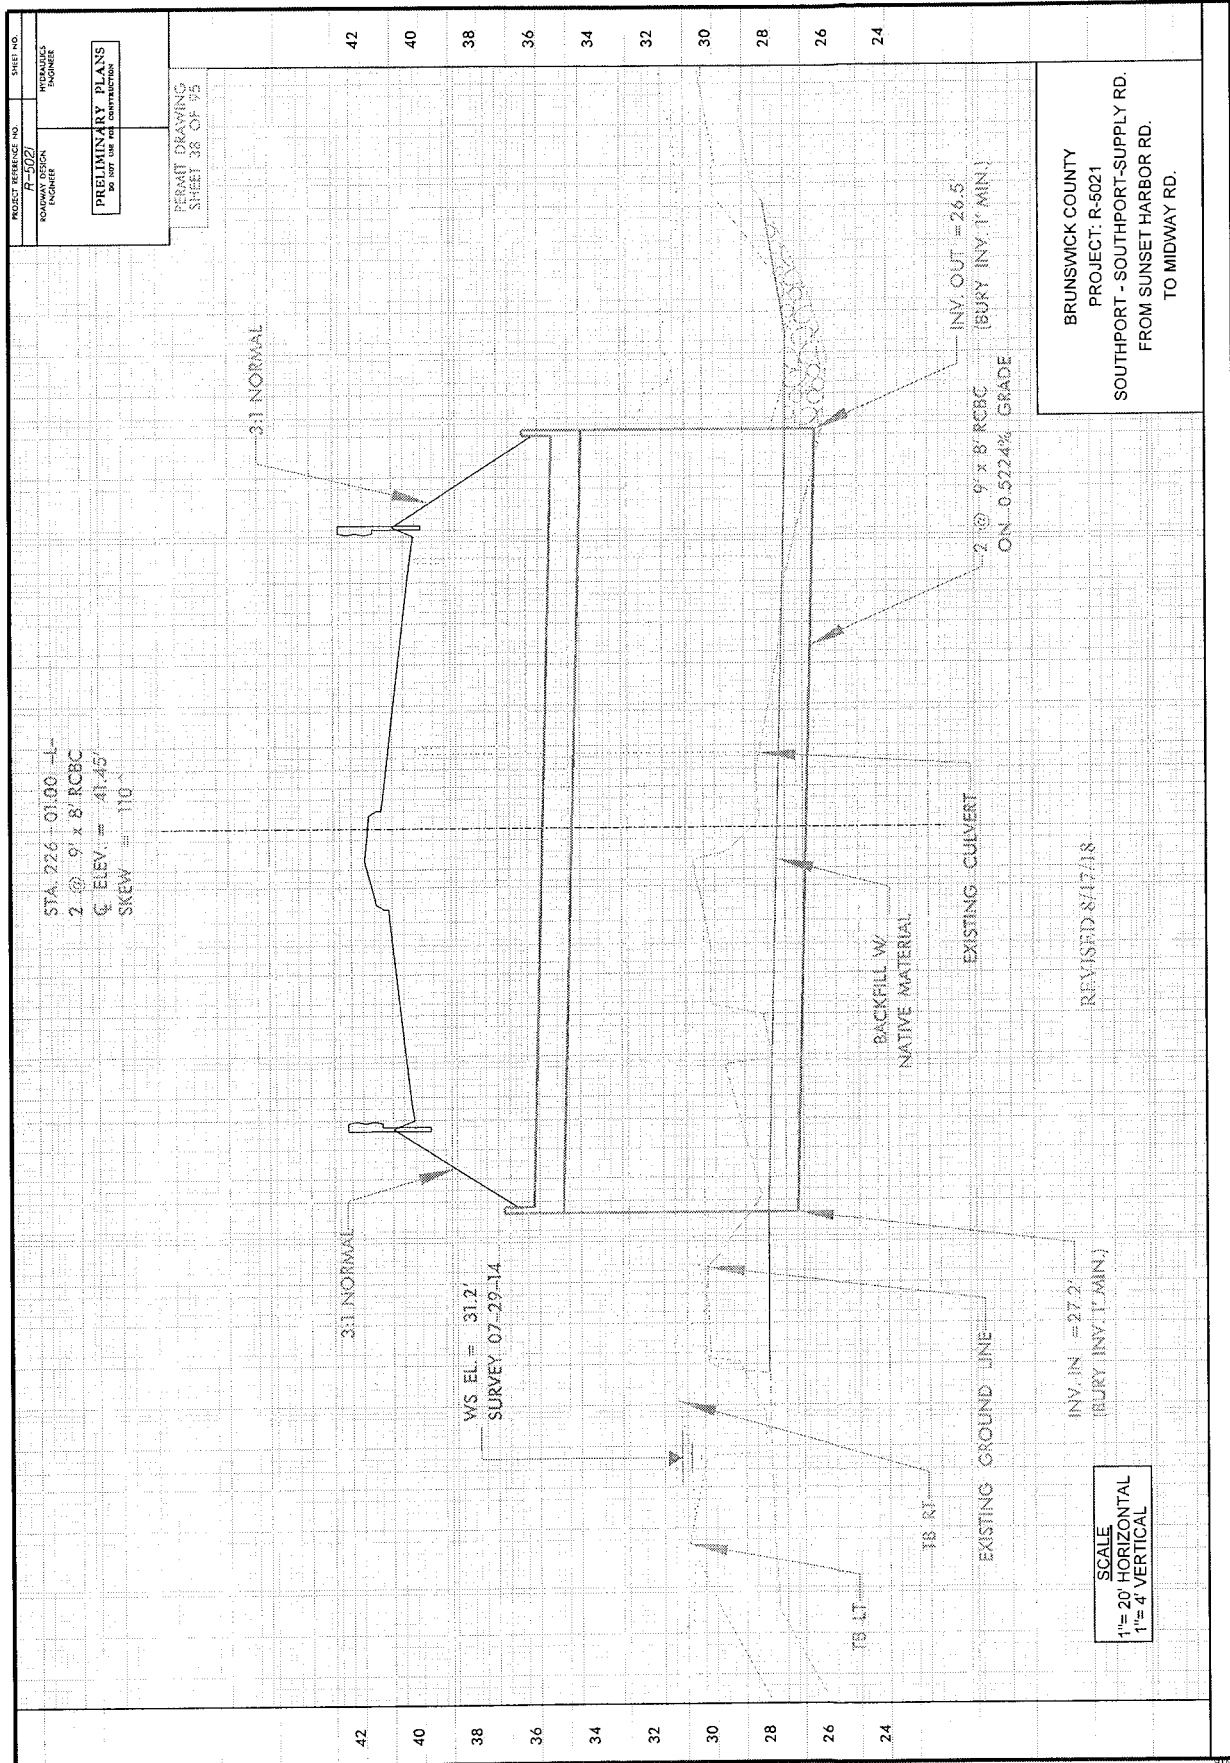 PROJECT REFERENCE NO.
SHEET NO.
R-5021
ROADWAY DESIGN
ENGINEER
HYDRAULICS
ENGINEER
PRELIMINARY PLANS
DO NOT USE FOR CONSTRUCTION
PERMIT DRAWING
SHEET 38 OF 95
STA. 226+01.00 -L-
2 @ 9' x 8' RCBC
℄ ELEV. = 41.45'
SKEW = 110°
42
40
38
36
34
32
30
28
26
24
42
40
38
36
34
32
30
28
26
24
3:1 NORMAL
3:1 NORMAL
WS EL. = 31.2'
SURVEY 07-29-14
TB LT
TB RT
EXISTING GROUND LINE
INV. IN = 27.2'
(BURY INV. 1' MIN.)
BACKFILL W/
NATIVE MATERIAL
EXISTING CULVERT
2 @ 9' x 8' RCBC
ON 0.5224% GRADE
INV. OUT = 26.5'
(BURY INV. 1' MIN.)
REVISED 8/17/18
SCALE
1"= 20' HORIZONTAL
1"= 4' VERTICAL
BRUNSWICK COUNTY
PROJECT: R-5021
SOUTHPORT - SOUTHPORT-SUPPLY RD.
FROM SUNSET HARBOR RD.
TO MIDWAY RD.